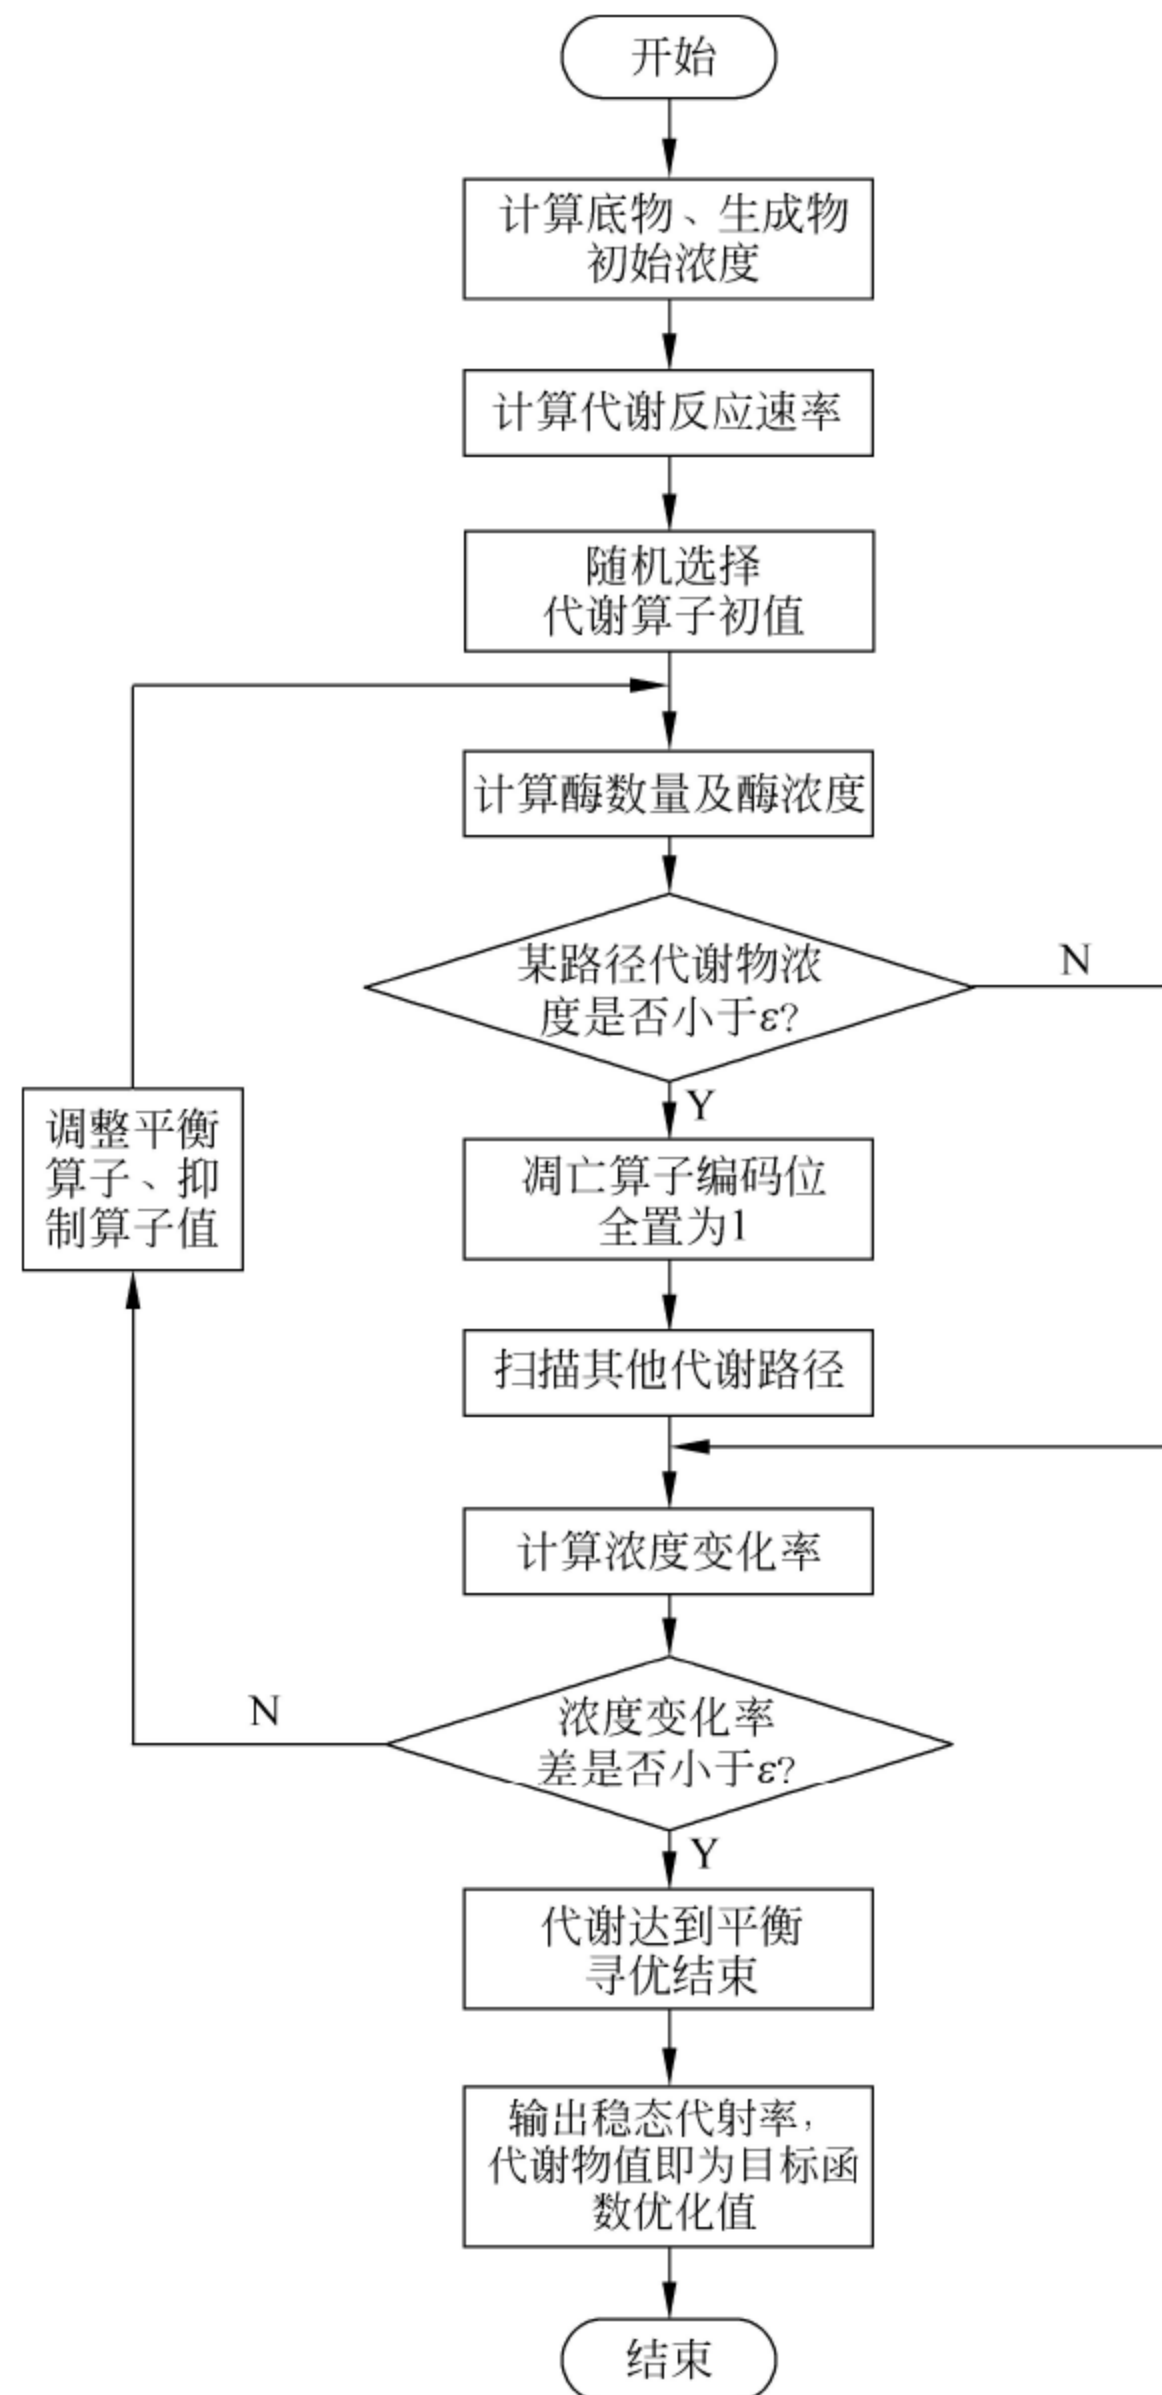 开始
计算底物、生成物
初始浓度
计算代谢反应速率
随机选择
代谢算子初值
计算酶数量及酶浓度
某路径代谢物浓
度是否小于ε?
N
Y
调整平衡
算子、抑
制算子值
凋亡算子编码位
全置为1
扫描其他代谢路径
计算浓度变化率
浓度变化率
差是否小于ε?
N
Y
代谢达到平衡
寻优结束
输出稳态代射率，
代谢物值即为目标函
数优化值
结束